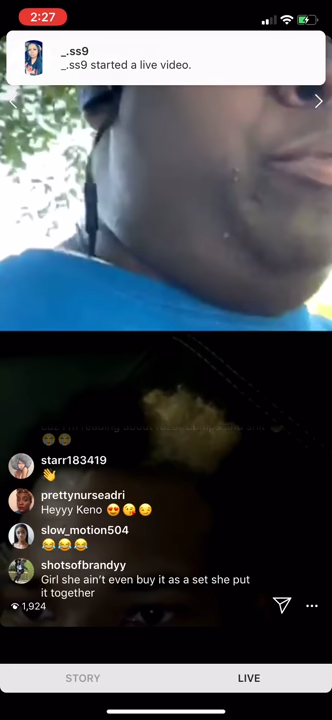 2:27
_.ss9
_.ss9 started a live video.
starr183419
👋
prettynurseadri
Heyyy Keno 😍😘😏
slow_motion504
😂😂😂
shotsofbrandyy
Girl she ain’t even buy it as a set she put
it together
1,924
STORY
LIVE